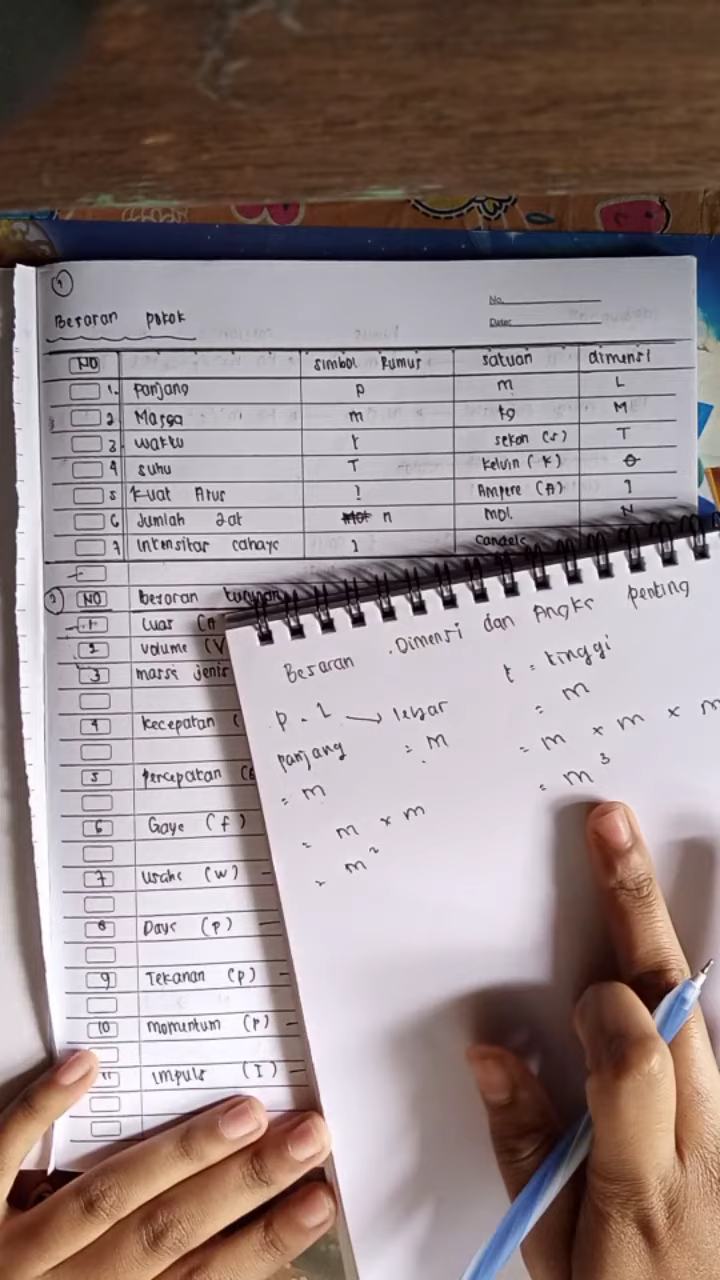 1
Besaran pokok
No.
Date:
NO simbol Rumus satuan dimensi
1. panjang P m L
2 Massa m kg M
3 waktu t sekon (s) T
4 suhu T kelvin (K) θ
5 kuat Arus I Ampere (A) I
6 Jumlah zat n mol N
7 Intensitas cahaya
2 NO besaran turunan
1 Luas (A
2 volume (V
3 massa jenis
4 kecepatan (
5 percepatan (
6 Gaya (f)
7 Usaha (w)
8 Daya (p)
9 Tekanan (p)
10 momentum (p)
11 impuls (I)
Besaran Dimensi dan Angka penting
P . L → lebar
panjang = m
= m
= m x m
= m²
t = tinggi
= m
= m x m x m
= m³